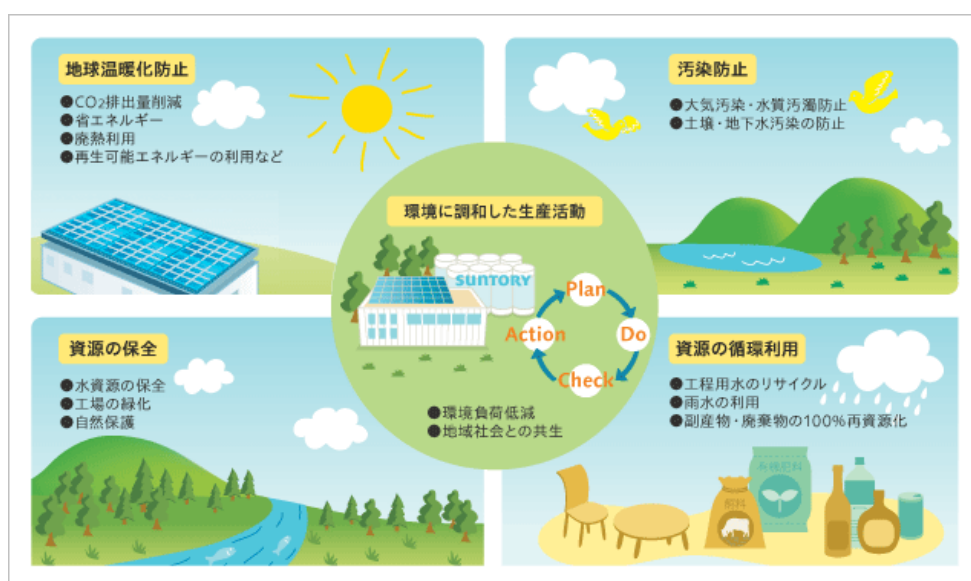 地球温暖化防止
●CO2排出量削減
●省エネルギー
●廃熱利用
●再生可能エネルギーの利用など
汚染防止
●大気汚染・水質汚濁防止
●土壌・地下水汚染の防止
環境に調和した生産活動
SUNTORY
Plan
Do
Check
Action
●環境負荷低減
●地域社会との共生
資源の保全
●水資源の保全
●工場の緑化
●自然保護
資源の循環利用
●工程用水のリサイクル
●雨水の利用
●副産物・廃棄物の100%再資源化
有機肥料
飼料